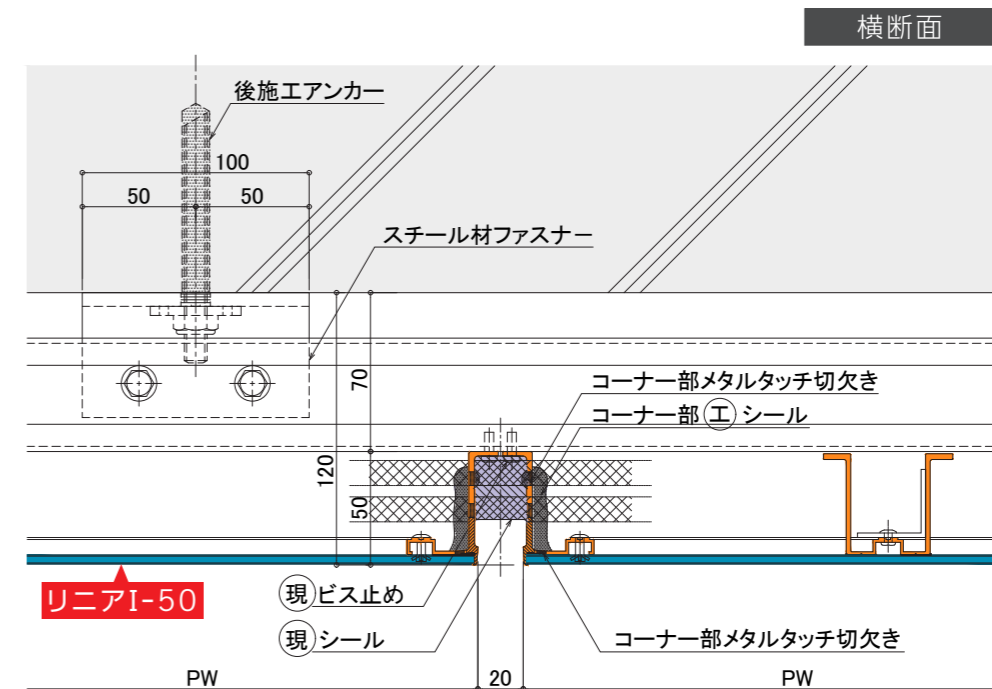 横断面
後施工アンカー
100
50
50
スチール材ファスナー
70
コーナー部メタルタッチ切欠き
コーナー部工シール
120
50
リニアI-50
現ビス止め
現シール
コーナー部メタルタッチ切欠き
PW
20
PW